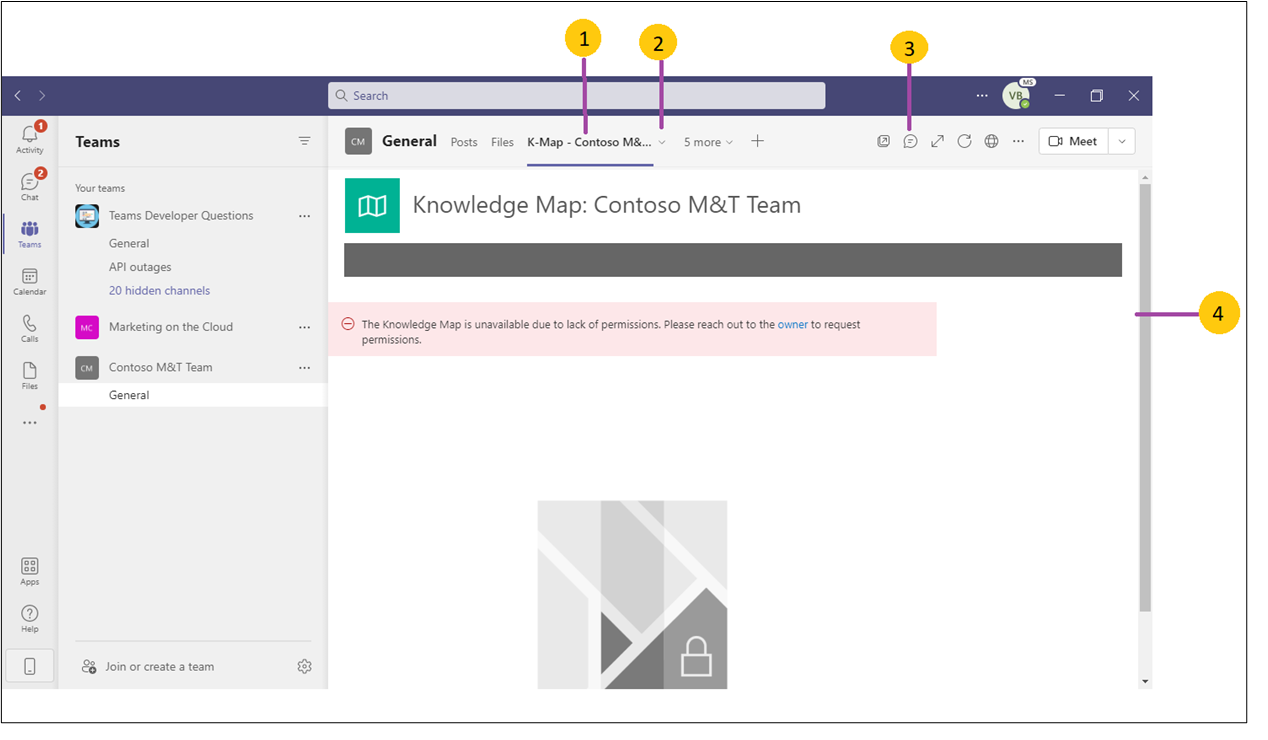 1
2
3
4
Search
MS
VB
1
Activity
2
Chat
Teams
Calendar
Calls
Files
Apps
Help
Teams
Your teams
Teams Developer Questions
General
API outages
20 hidden channels
MC Marketing on the Cloud
CM Contoso M&T Team
General
Join or create a team
CM General Posts Files K-Map - Contoso M&... 5 more
Meet
Knowledge Map: Contoso M&T Team
The Knowledge Map is unavailable due to lack of permissions. Please reach out to the owner to request
permissions.